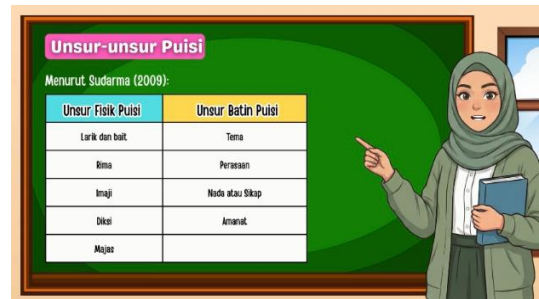 Unsur-unsur Puisi
Menurut Sudarma (2009):
Unsur Fisik Puisi Unsur Batin Puisi
Larik dan bait Tema
Rima Perasaan
Imaji Nada atau Sikap
Diksi Amanat
Majas